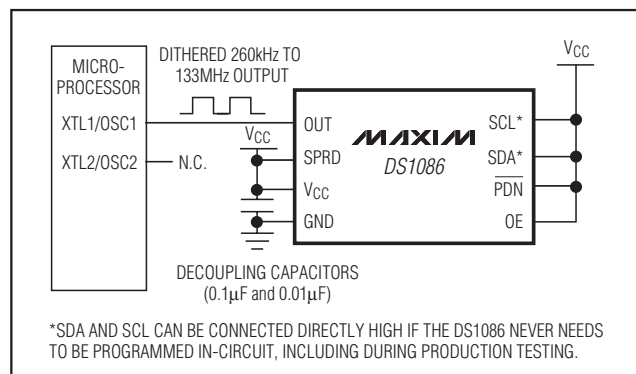 MICRO-
PROCESSOR
XTL1/OSC1
XTL2/OSC2
N.C.
DITHERED 260kHz TO
133MHz OUTPUT
VCC
OUT
SPRD
VCC
GND
MAXIM
DS1086
SCL*
SDA*
PDN
OE
VCC
DECOUPLING CAPACITORS
(0.1μF and 0.01μF)
*SDA AND SCL CAN BE CONNECTED DIRECTLY HIGH IF THE DS1086 NEVER NEEDS
TO BE PROGRAMMED IN-CIRCUIT, INCLUDING DURING PRODUCTION TESTING.